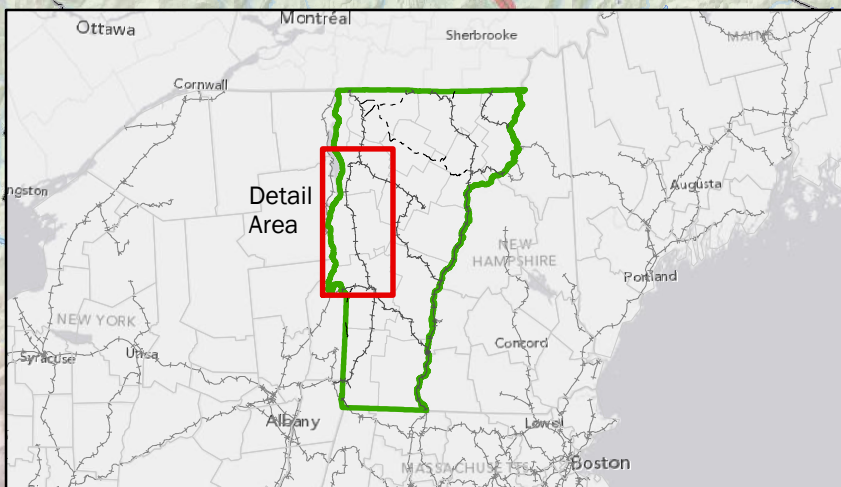 Ottawa
Montréal
Sherbrooke
MAINE
Cornwall
ngston
Detail
Area
Augusta
NEW
HAMPSHIRE
Portland
NEW YORK
Syracuse
Utica
Concord
Albany
Lowell
MASSACHUSETTS
Boston